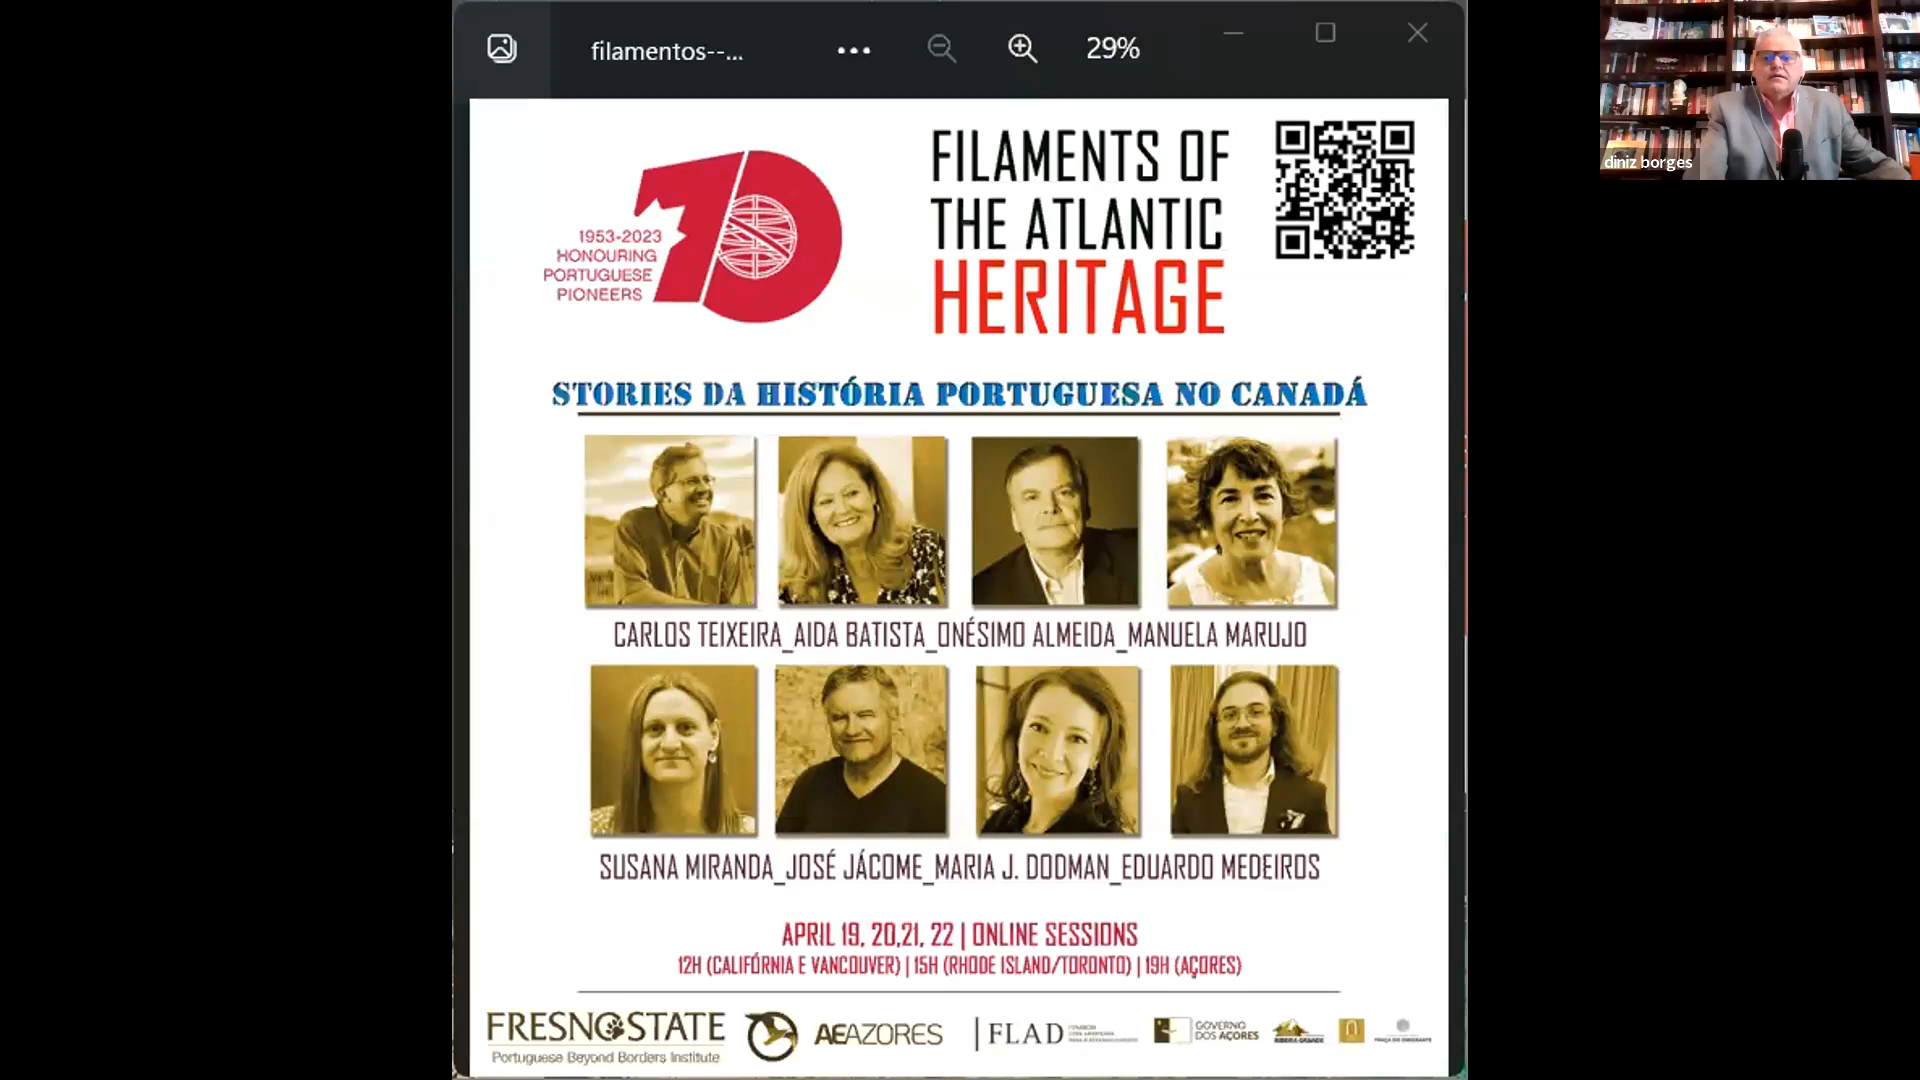 filamentos--...
29%
diniz borges
1953-2023
HONOURING
PORTUGUESE
PIONEERS
70
FILAMENTS OF
THE ATLANTIC
HERITAGE
STORIES DA HISTÓRIA PORTUGUESA NO CANADÁ
CARLOS TEIXEIRA_AIDA BATISTA_ONÉSIMO ALMEIDA_MANUELA MARUJO
SUSANA MIRANDA_JOSÉ JÁCOME_MARIA J. DODMAN_EDUARDO MEDEIROS
APRIL 19, 20,21, 22 | ONLINE SESSIONS
12H (CALIFÓRNIA E VANCOUVER) | 15H (RHODE ISLAND/TORONTO) | 19H (AÇORES)
FRESNO STATE
Portuguese Beyond Borders Institute
AEAZORES
FLAD
GOVERNO
DOS AÇORES
RIBEIRA GRANDE